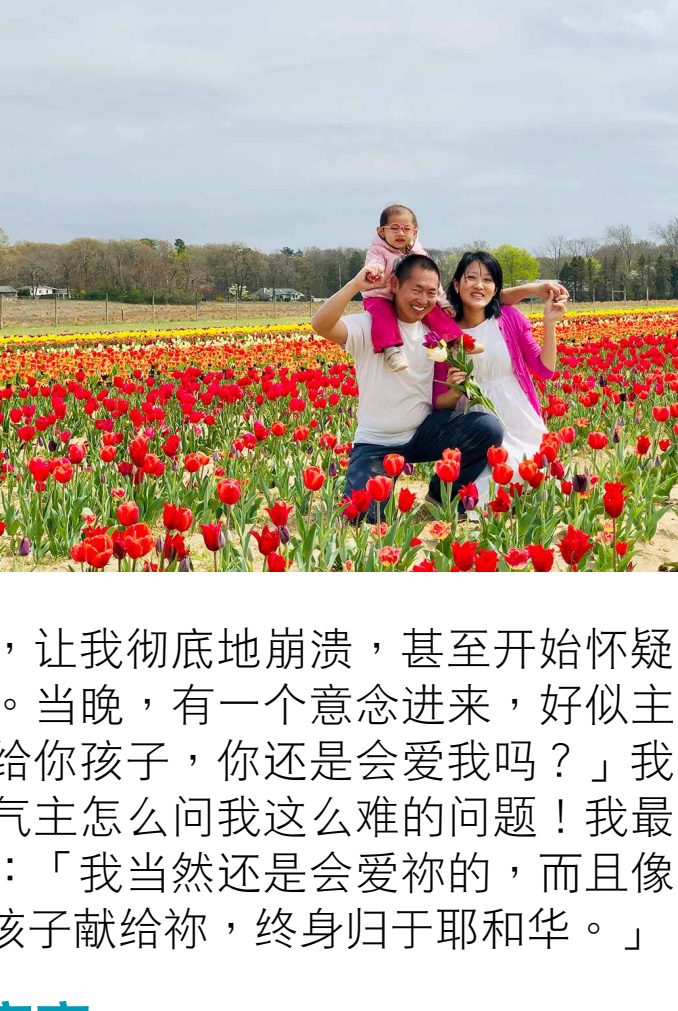 ，让我彻底地崩溃，甚至开始怀疑
。当晚，有一个意念进来，好似主
给你孩子，你还是会爱我吗？」我
气主怎么问我这么难的问题！我最
：「我当然还是会爱祢的，而且像
孩子献给祢，终身归于耶和华。」